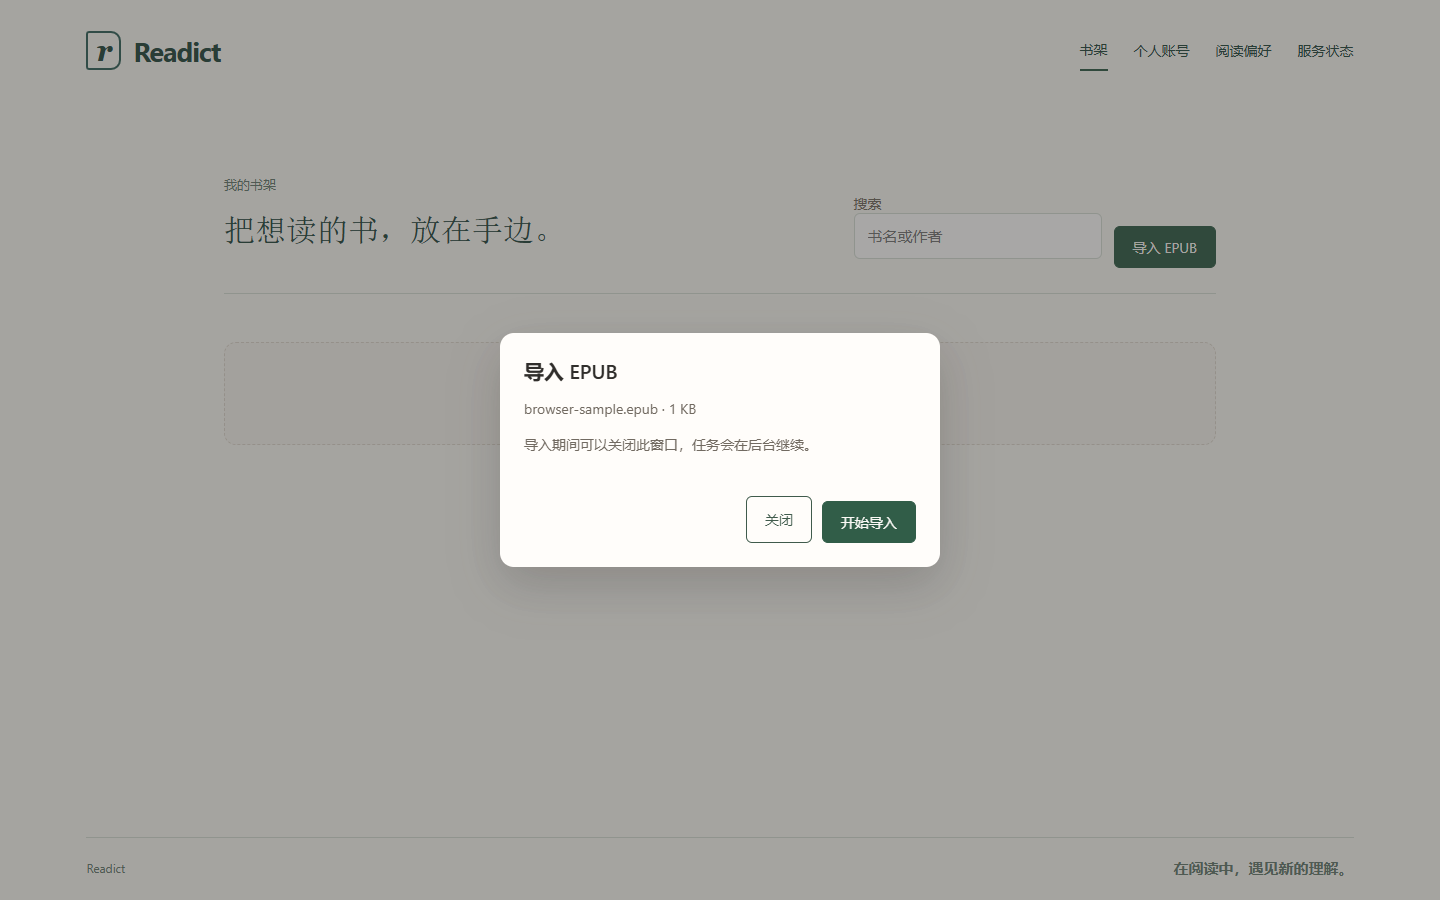 r Readict
书架 个人账号 阅读偏好 服务状态
我的书架
把想读的书，放在手边。
搜索
书名或作者
导入 EPUB
导入 EPUB
browser-sample.epub · 1 KB
导入期间可以关闭此窗口，任务会在后台继续。
关闭 开始导入
Readict
在阅读中，遇见新的理解。